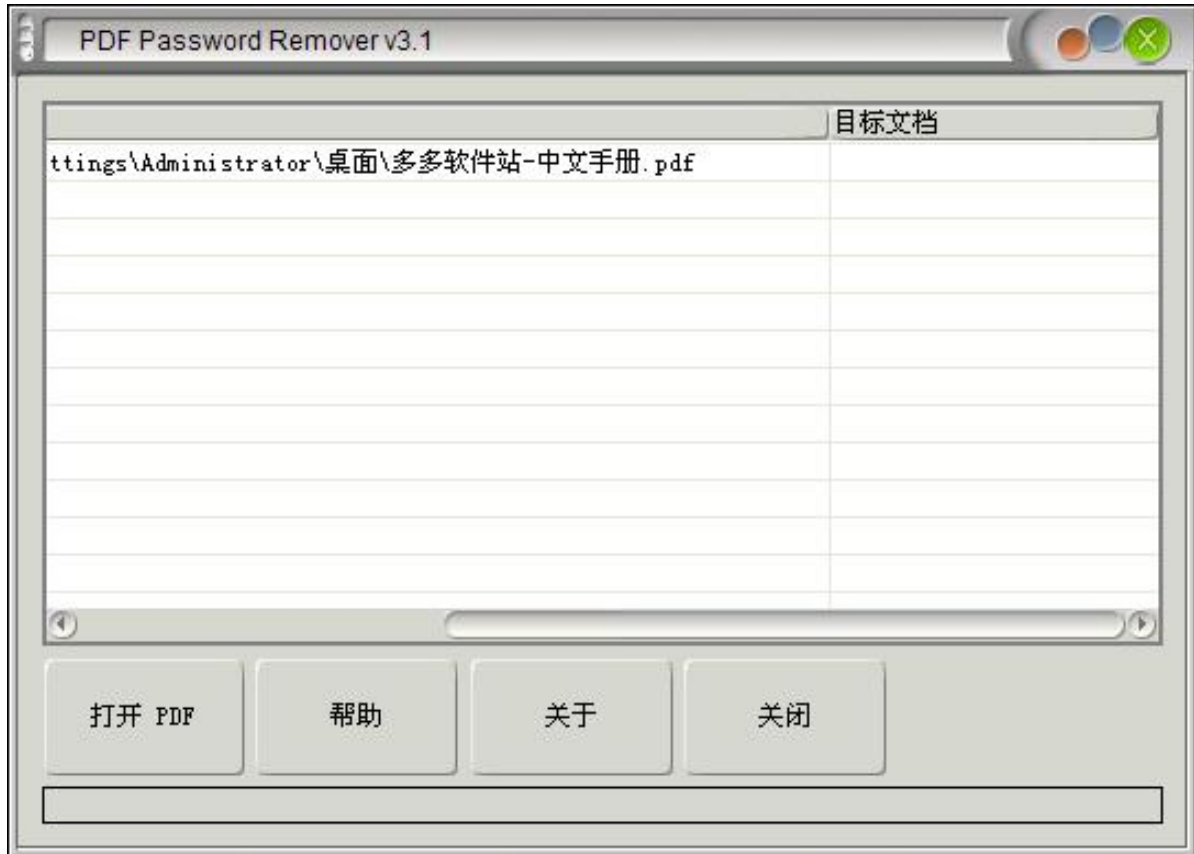 PDF Password Remover v3.1
目标文档
ttings\Administrator\桌面\多多软件站-中文手册.pdf
打开 PDF
帮助
关于
关闭